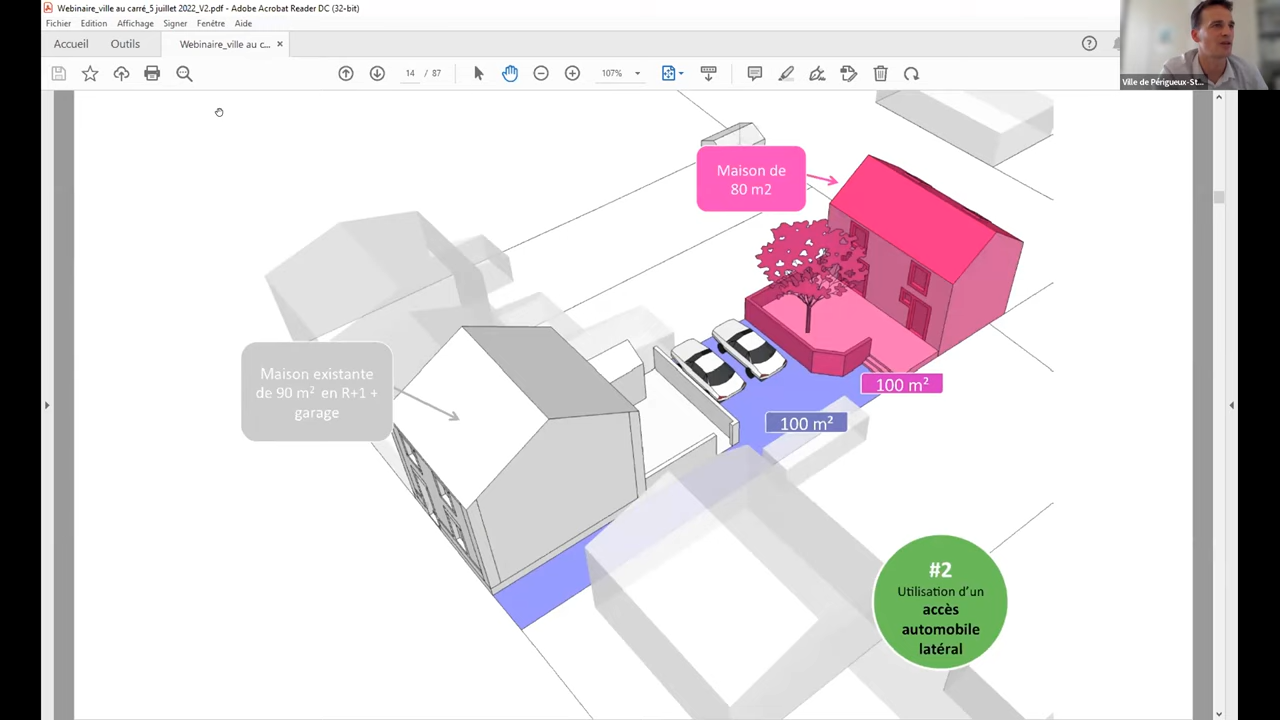 Webinaire_ville au carré_5 juillet 2022_V2.pdf - Adobe Acrobat Reader DC (32-bit)
Fichier Edition Affichage Signer Fenêtre Aide
Accueil Outils Webinaire_ville au c... ×
14 / 87 107%
Ville de Périgueux-St...
Maison de
80 m2
Maison existante
de 90 m² en R+1 +
garage
100 m²
100 m²
#2
Utilisation d'un
accès
automobile
latéral